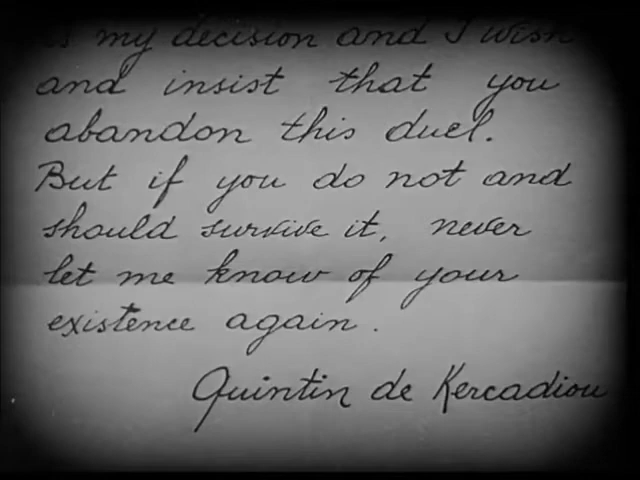 is my decision and I wish
and insist that you
abandon this duel.
But if you do not and
should survive it, never
let me know of your
existence again.
Quintin de Kercadiou